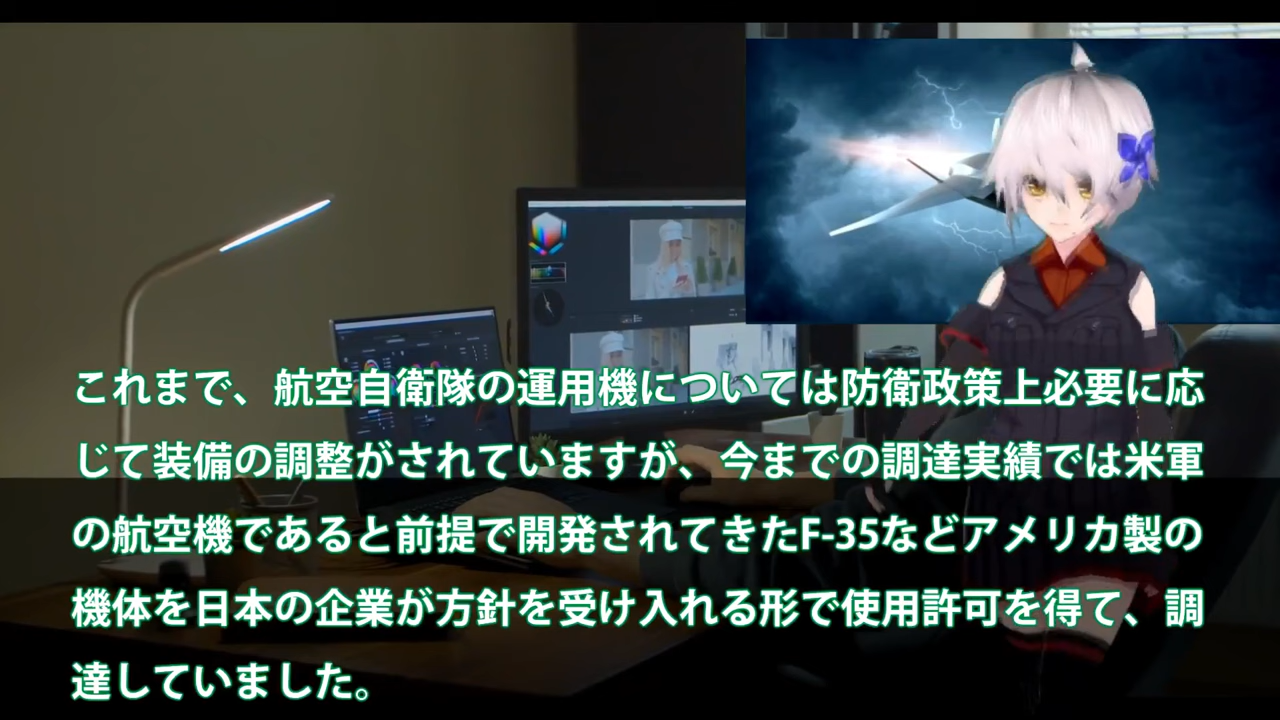 これまで、航空自衛隊の運用機については防衛政策上必要に応
じて装備の調整がされていますが、今までの調達実績では米軍
の航空機であると前提で開発されてきたF-35などアメリカ製の
機体を日本の企業が方針を受け入れる形で使用許可を得て、調
達していました。